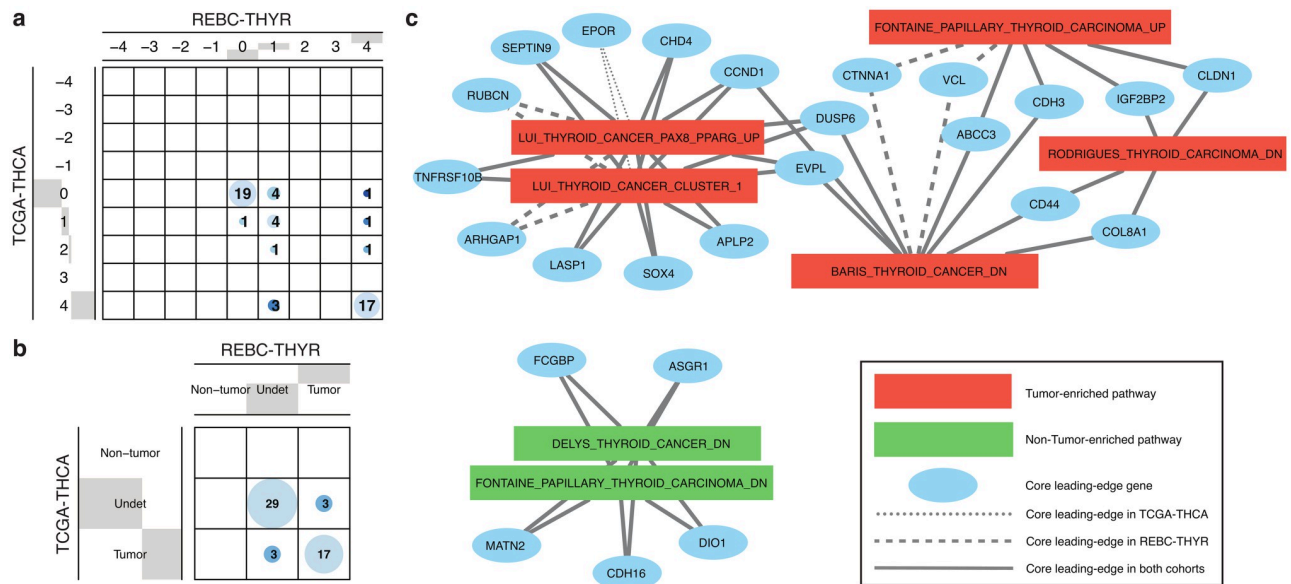 a
REBC-THYR
−4 −3 −2 −1 0 1 2 3 4
TCGA-THCA
−4
−3
−2
−1
0 19 4 1
1 1 4 1
2 1 1
3
4 3 17
b
REBC-THYR
Non-tumor Undet Tumor
TCGA-THCA
Non-tumor
Undet 29 3
Tumor 3 17
c
EPOR
CHD4
SEPTIN9
CCND1
RUBCN
DUSP6
LUI_THYROID_CANCER_PAX8_PPARG_UP
EVPL
TNFRSF10B
LUI_THYROID_CANCER_CLUSTER_1
ARHGAP1
APLP2
LASP1
SOX4
FONTAINE_PAPILLARY_THYROID_CARCINOMA_UP
CTNNA1
VCL
CLDN1
CDH3
IGF2BP2
ABCC3
RODRIGUES_THYROID_CARCINOMA_DN
CD44
COL8A1
BARIS_THYROID_CANCER_DN
FCGBP
ASGR1
DELYS_THYROID_CANCER_DN
FONTAINE_PAPILLARY_THYROID_CARCINOMA_DN
MATN2
DIO1
CDH16
Tumor-enriched pathway
Non-Tumor-enriched pathway
Core leading-edge gene
Core leading-edge in TCGA-THCA
Core leading-edge in REBC-THYR
Core leading-edge in both cohorts